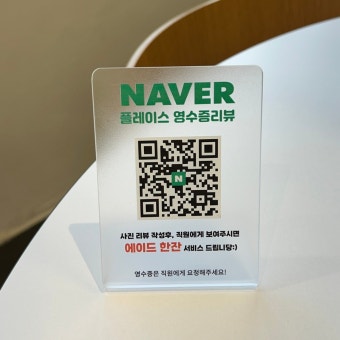 NAVER
플레이스 영수증리뷰
N
사진 리뷰 작성후, 직원에게 보여주시면
에이드 한잔 서비스 드립니당:)
영수증은 직원에게 요청해주세요!